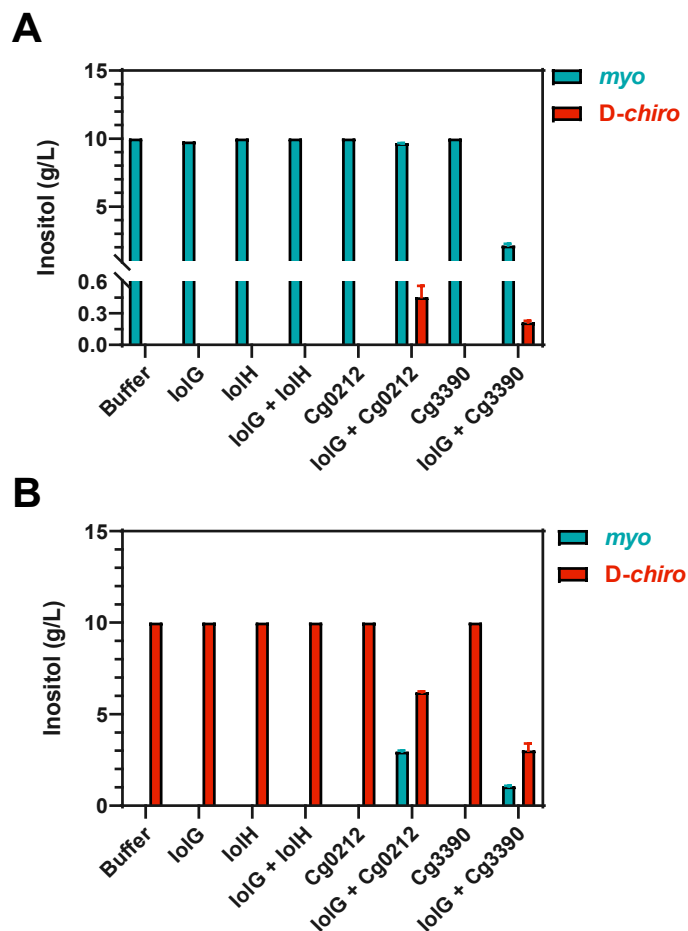 A
Inositol (g/L)
15
10
5
0.6
0.3
0.0
myo
D-chiro
Buffer
IolG
IolH
IolG + IolH
Cg0212
IolG + Cg0212
Cg3390
IolG + Cg3390
B
Inositol (g/L)
15
10
5
0
myo
D-chiro
Buffer
IolG
IolH
IolG + IolH
Cg0212
IolG + Cg0212
Cg3390
IolG + Cg3390